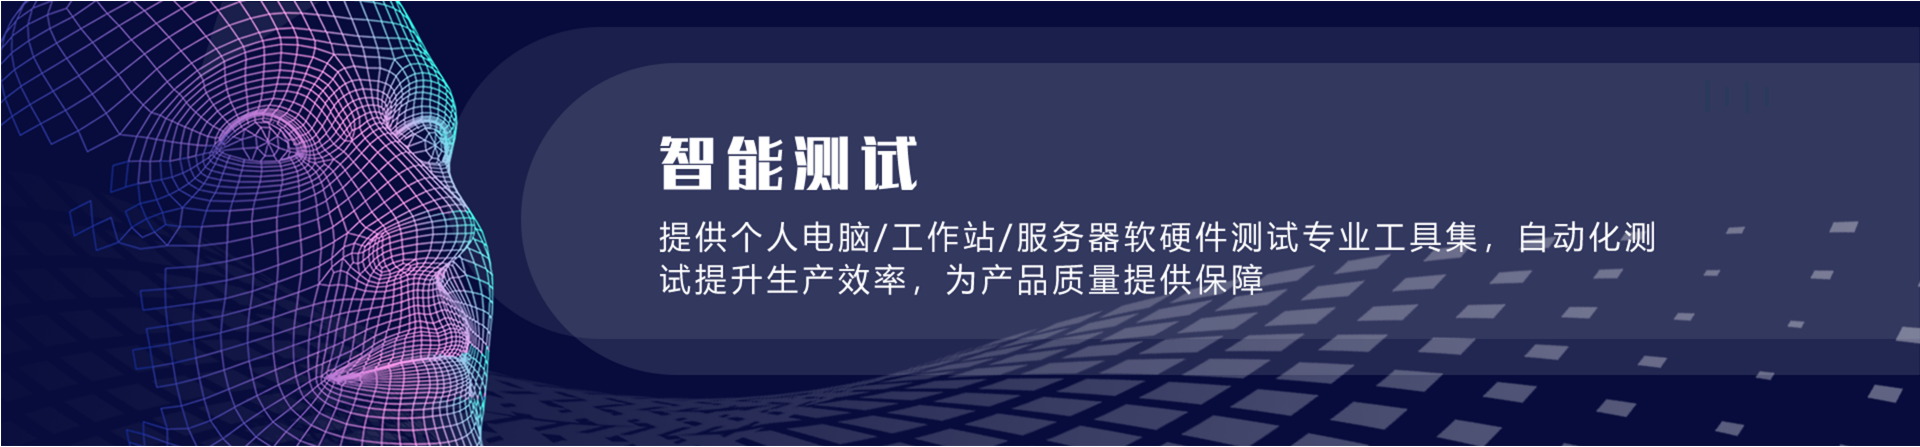 智能测试
提供个人电脑/工作站/服务器软硬件测试专业工具集，自动化测
试提升生产效率，为产品质量提供保障